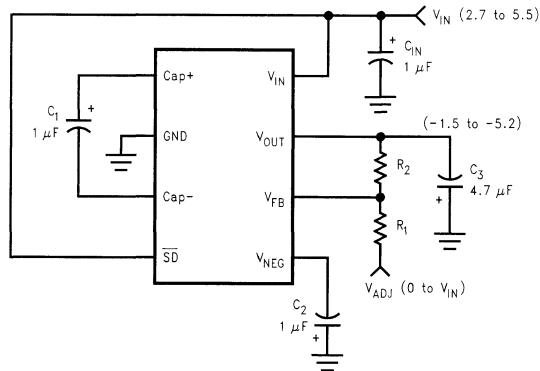 V_IN (2.7 to 5.5)
+
C_IN
1 μF
Cap+
V_IN
C_1
+
1 μF
GND
V_OUT
(−1.5 to −5.2)
R_2
C_3
4.7 μF
+
Cap-
V_FB
R_1
S̅D̅
V_NEG
V_ADJ (0 to V_IN)
C_2
1 μF
+